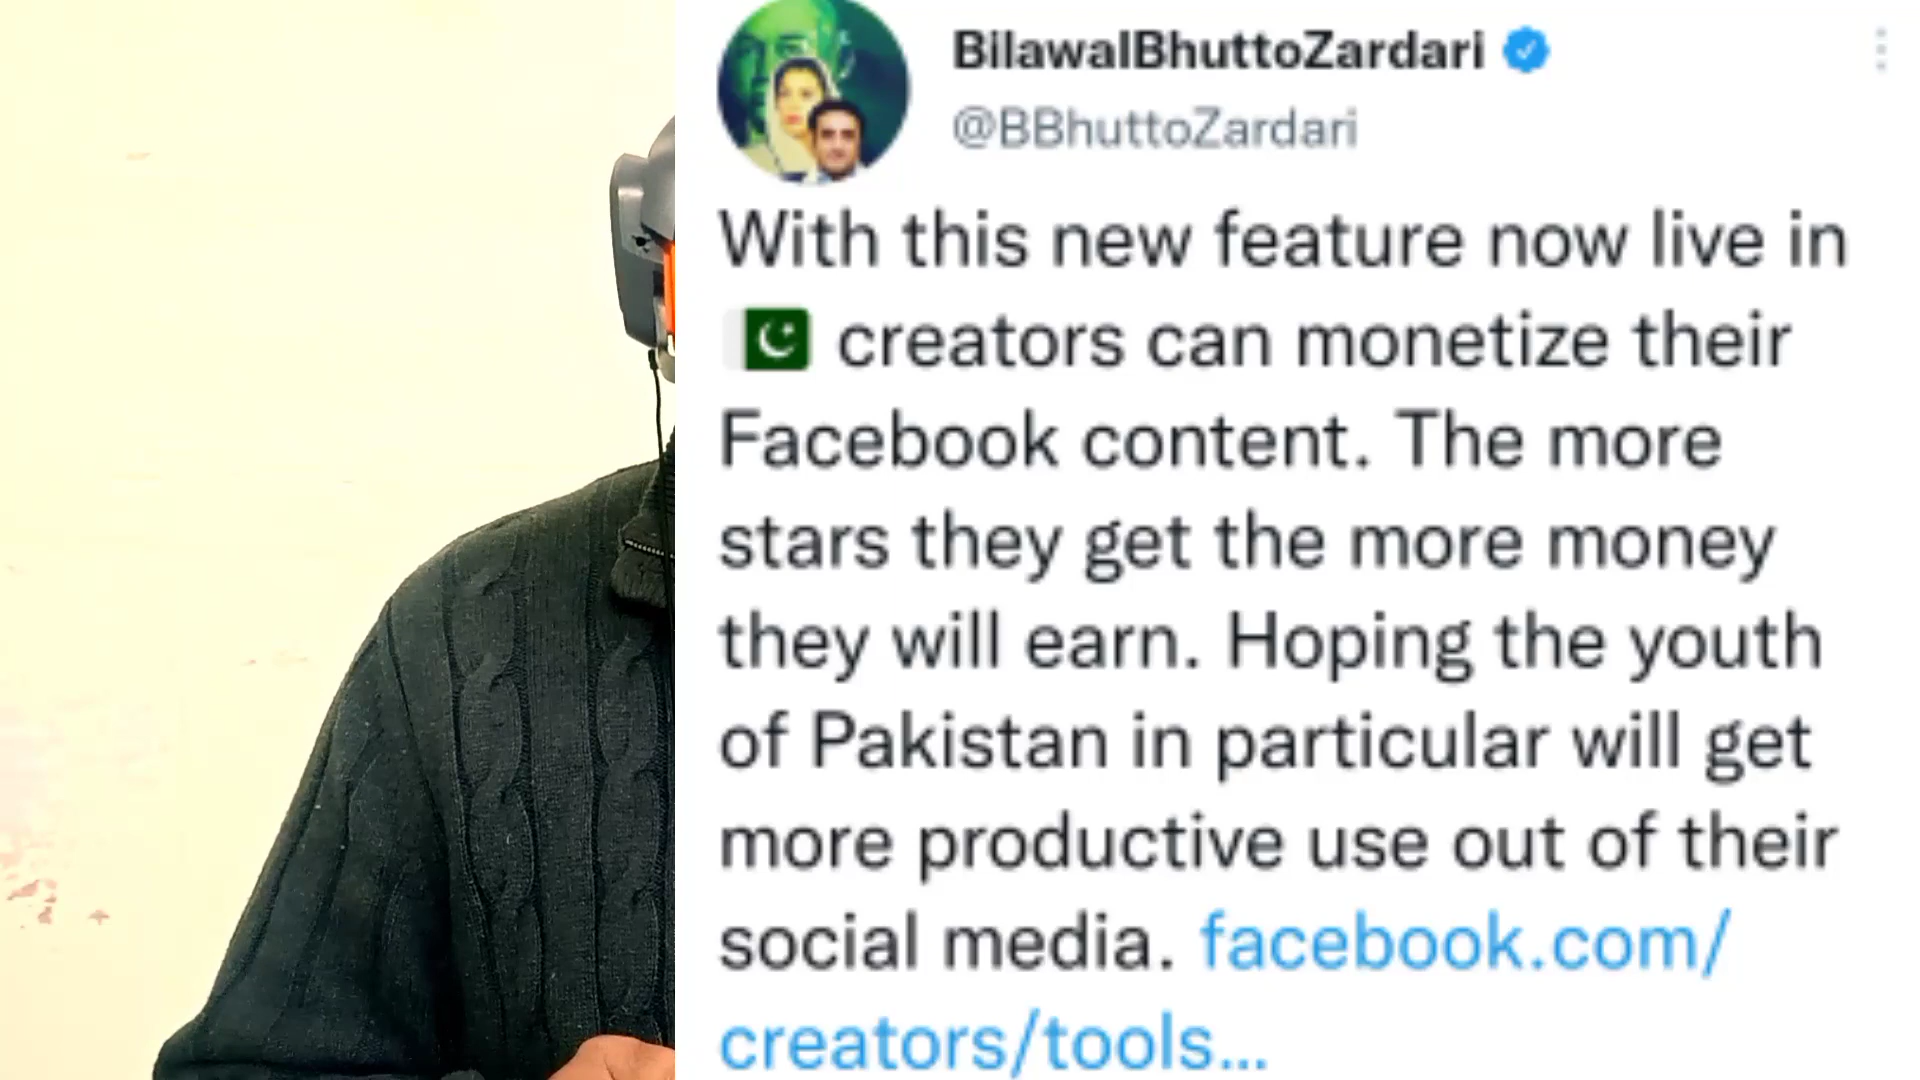 BilawalBhuttoZardari
@BBhuttoZardari
With this new feature now live in
🇵🇰 creators can monetize their
Facebook content. The more
stars they get the more money
they will earn. Hoping the youth
of Pakistan in particular will get
more productive use out of their
social media. facebook.com/
creators/tools...